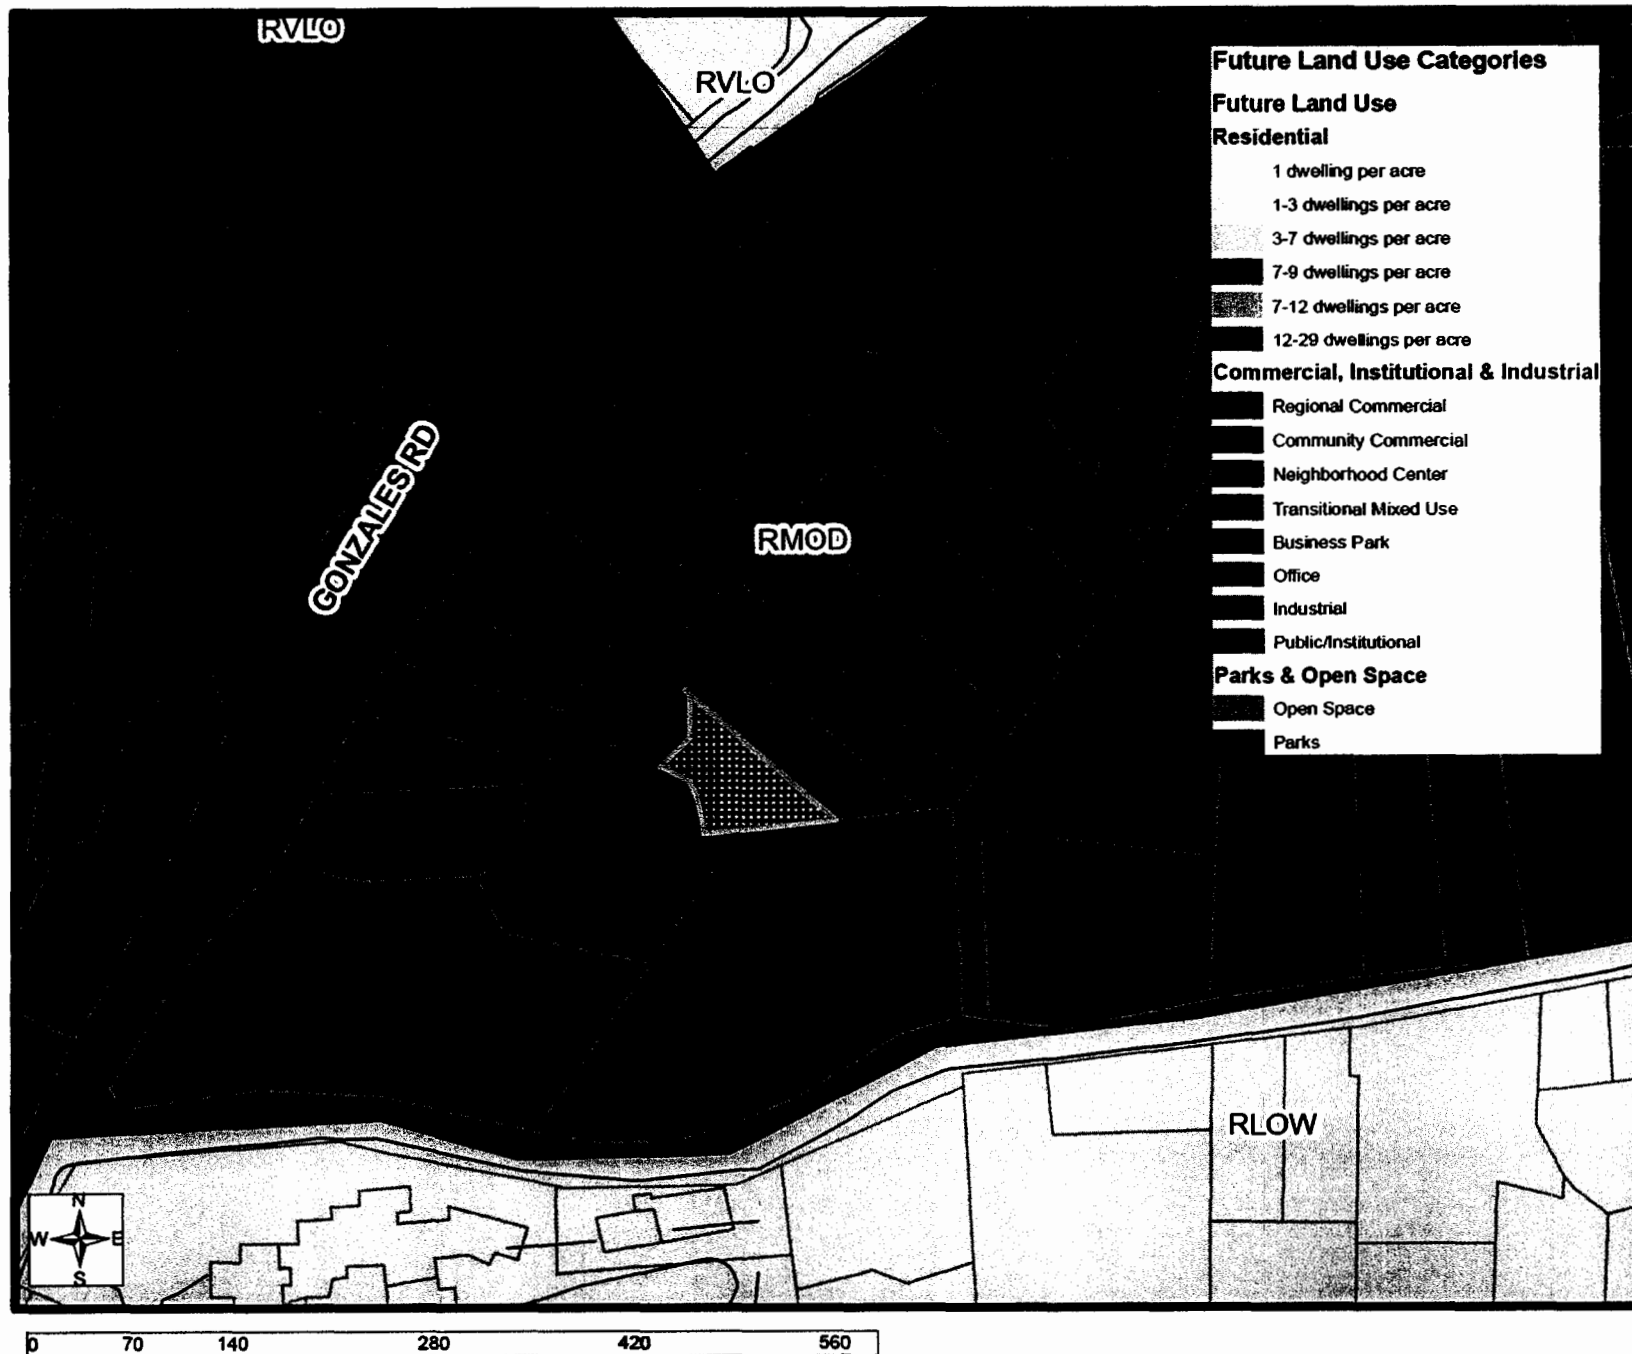 RVLO
RVLO
Future Land Use Categories
Future Land Use
Residential
1 dwelling per acre
1-3 dwellings per acre
3-7 dwellings per acre
7-9 dwellings per acre
7-12 dwellings per acre
12-29 dwellings per acre
Commercial, Institutional & Industrial
Regional Commercial
Community Commercial
Neighborhood Center
Transitional Mixed Use
Business Park
Office
Industrial
Public/Institutional
Parks & Open Space
Open Space
Parks
GONZALES RD
RMOD
RLOW
N
W E
S
0 70 140 280 420 560